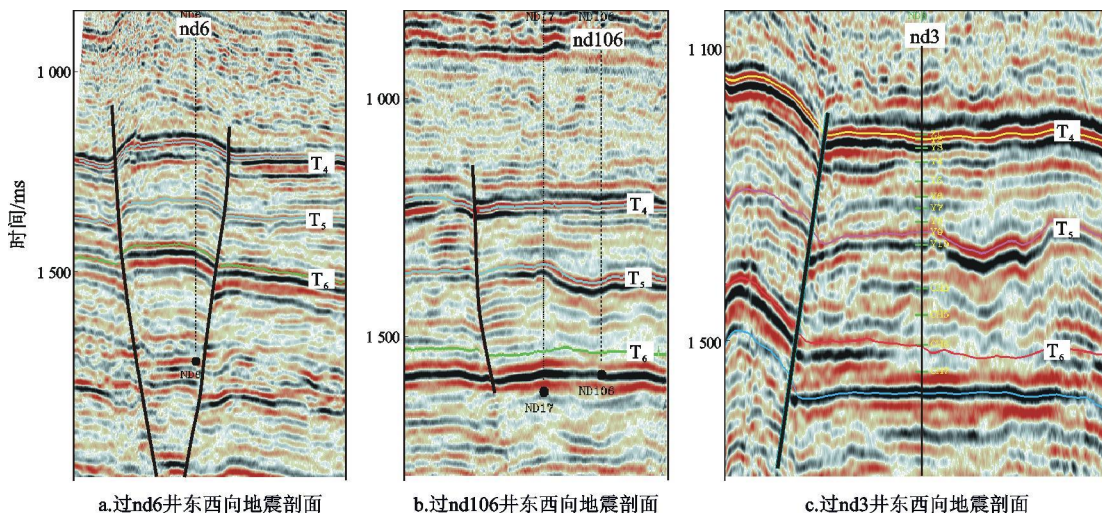 时间/ms
1 000
1 500
nd6
T4
T5
T6
ND6
a.过nd6井东西向地震剖面
1 000
1 500
ND17
ND106
nd106
T4
T5
T6
ND17
ND106
b.过nd106井东西向地震剖面
1 100
1 500
nd3
T4
T5
T6
c.过nd3井东西向地震剖面